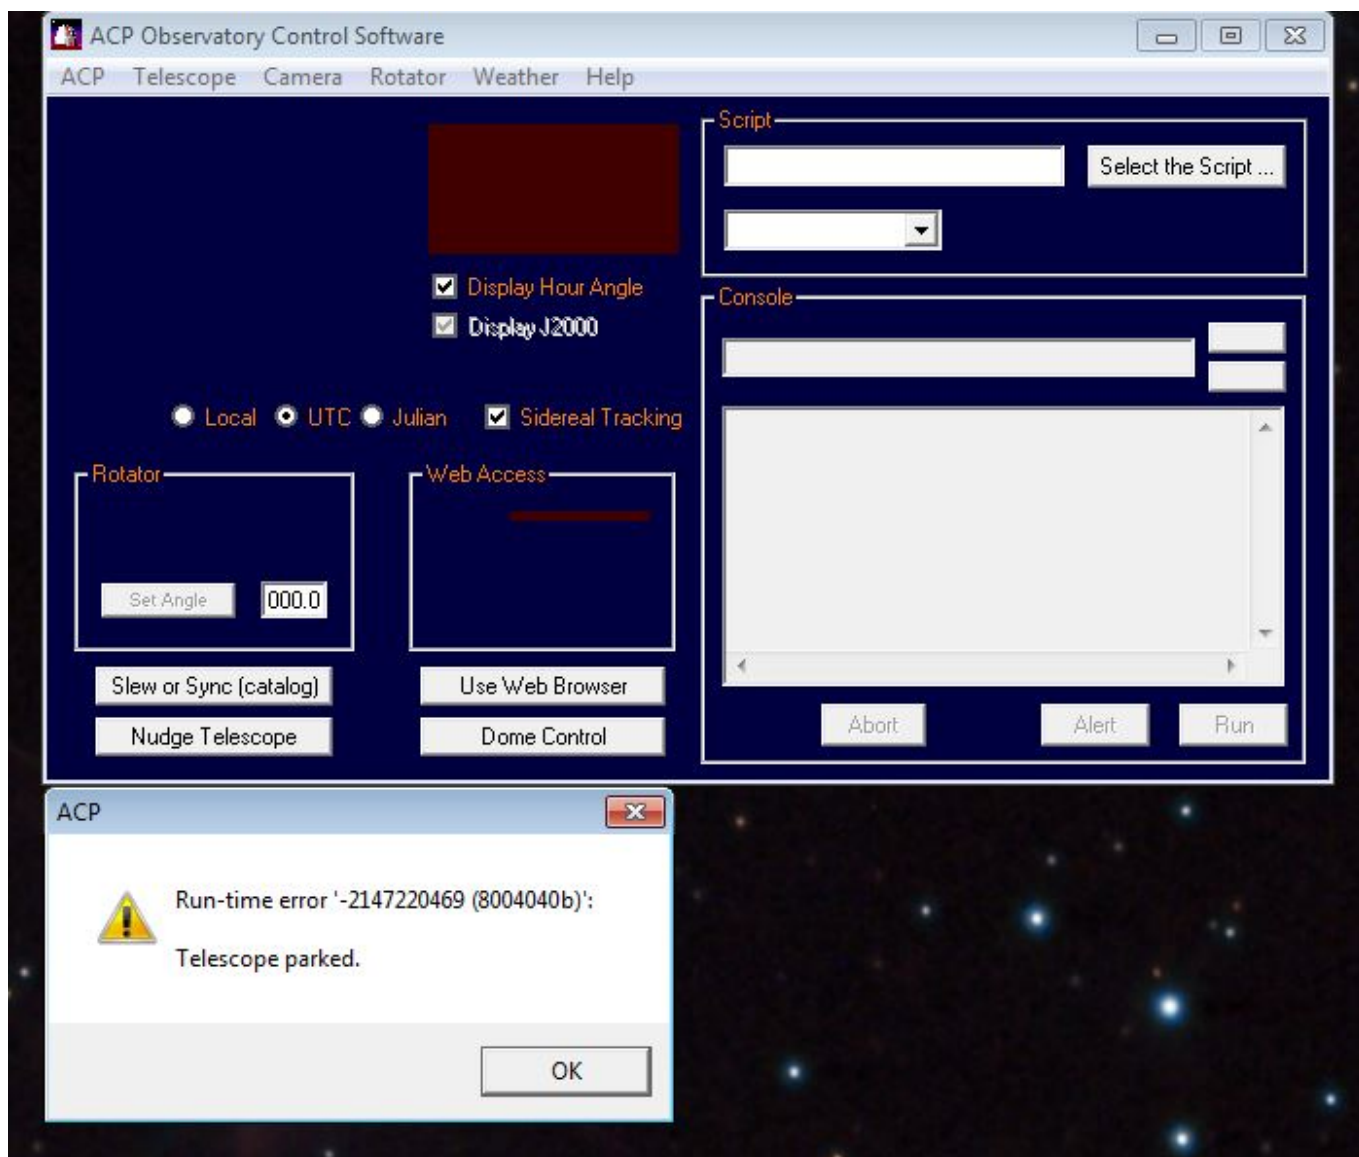 ACP Observatory Control Software
ACP Telescope Camera Rotator Weather Help
Script
Select the Script ...
Display Hour Angle
Display J2000
Console
Local UTC Julian Sidereal Tracking
Rotator
Set Angle 000.0
Web Access
Slew or Sync (catalog) Use Web Browser
Nudge Telescope Dome Control
Abort Alert Run
ACP
Run-time error '-2147220469 (8004040b)':
Telescope parked.
OK